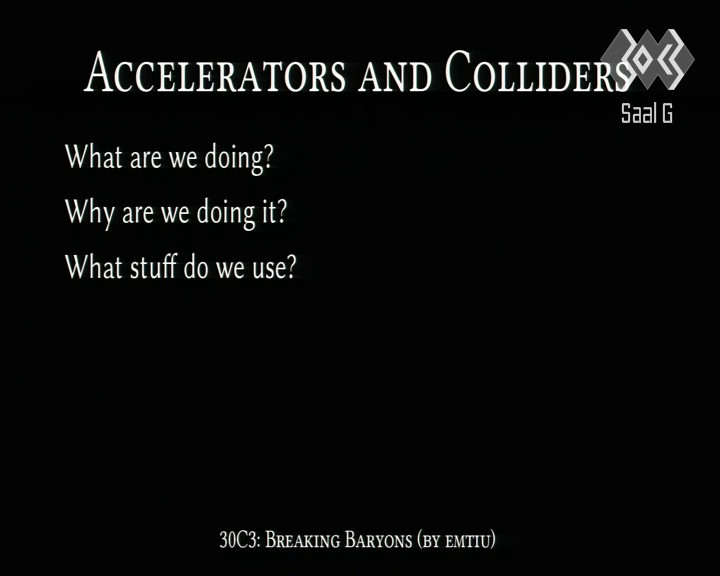 Accelerators and Colliders
Saal G
What are we doing?
Why are we doing it?
What stuff do we use?
30C3: Breaking Baryons (by emtiu)